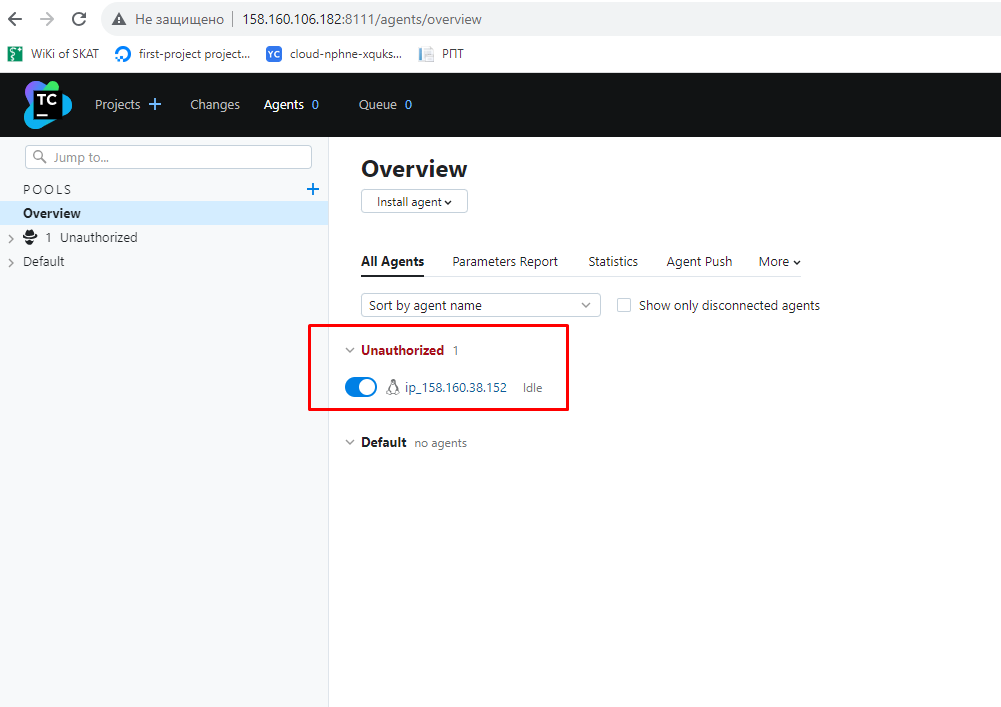 Не защищено 158.160.106.182:8111/agents/overview
WiKi of SKAT first-project project... YC cloud-nphne-xquks... РПТ
TC Projects Changes Agents 0 Queue 0
Jump to...
POOLS
Overview
1 Unauthorized
Default
Overview
Install agent
All Agents Parameters Report Statistics Agent Push More
Sort by agent name Show only disconnected agents
Unauthorized 1
ip_158.160.38.152 Idle
Default no agents